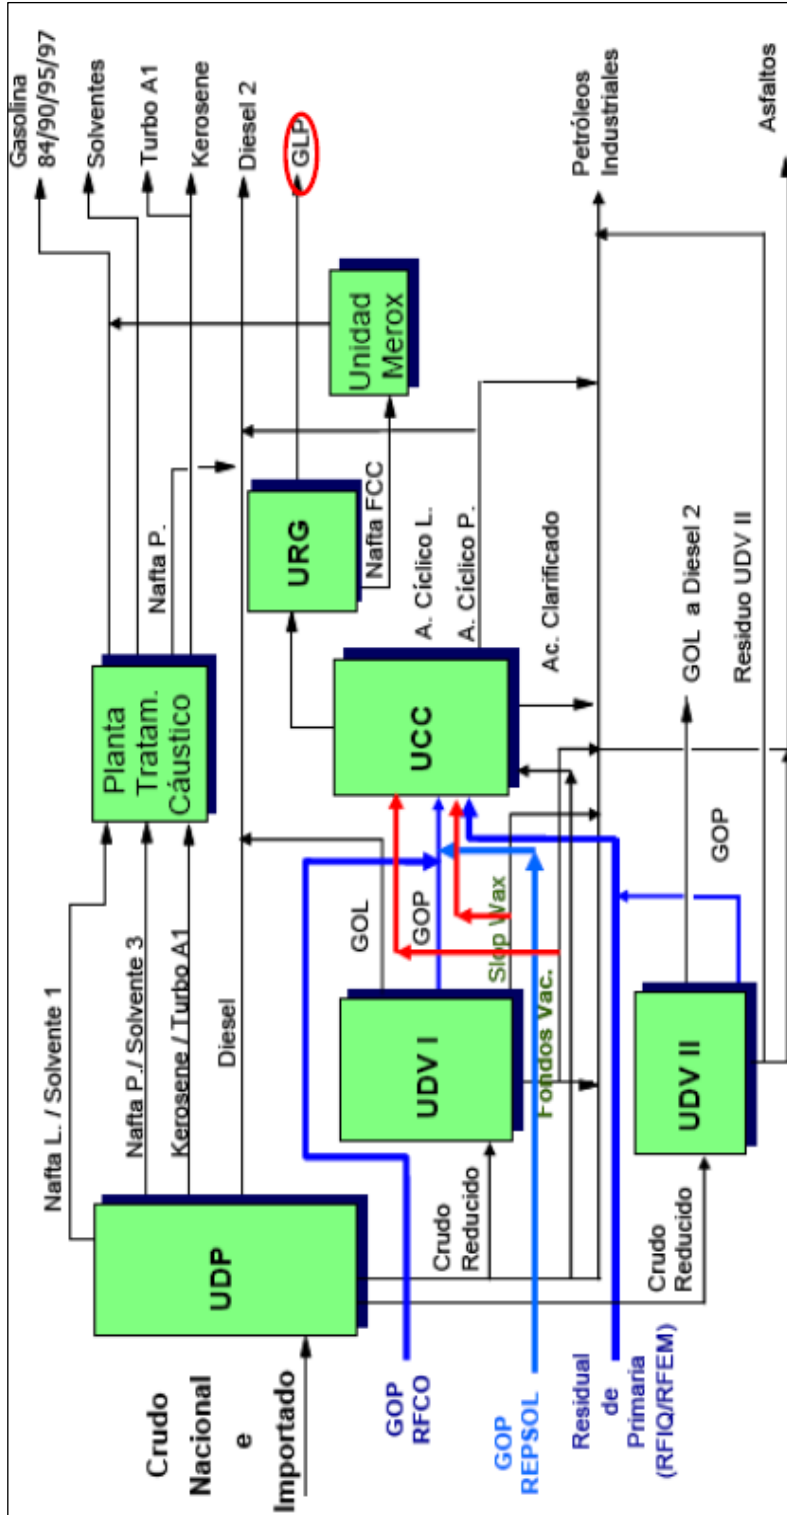 Crudo
Nacional
e
Importado
UDP
Nafta L. / Solvente 1
Nafta P./ Solvente 3
Kerosene / Turbo A1
Diesel
Planta
Tratam.
Cáustico
Nafta P.
Gasolina
84/90/95/97
Solventes
Turbo A1
Kerosene
Diesel 2
GLP
GOP
RFCO
GOP
REPSOL
Residual
de
Primaria
(RFIQ/RFEM)
Crudo
Reducido
UDV I
GOL
GOP
Slop Wax
Fondos Vac.
UCC
URG
Nafta FCC
Unidad
Merox
A. Cíclico L.
A. Cíclico P.
Ac. Clarificado
Petróleos
Industriales
Crudo
Reducido
UDV II
GOL a Diesel 2
GOP
Residuo UDV II
Asfaltos